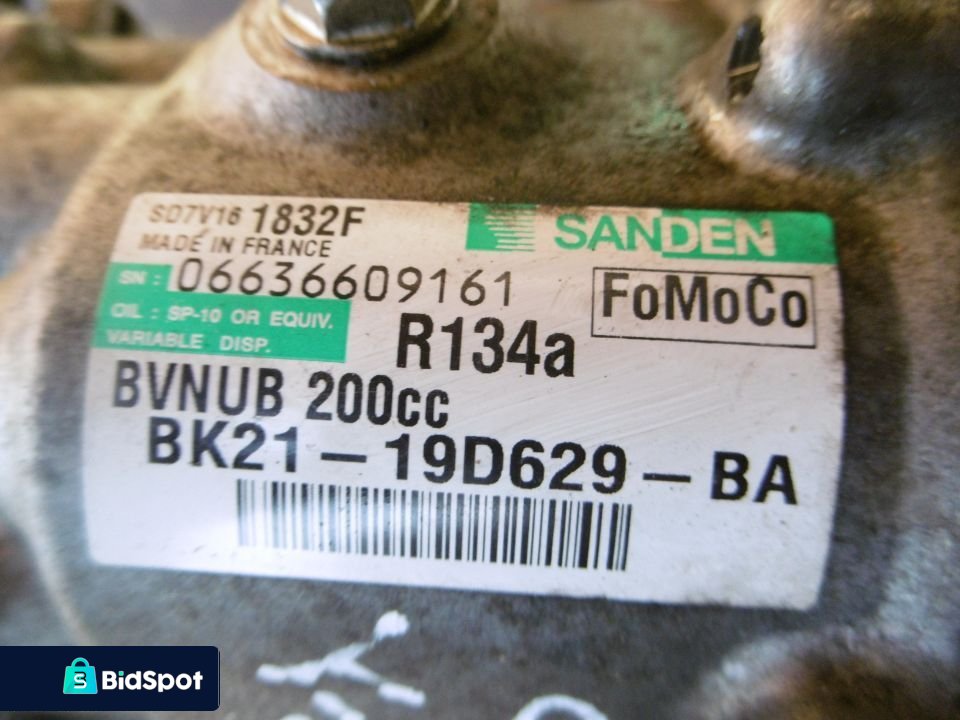 SD7V16 1832F
SANDEN
MADE IN FRANCE
SN : 06636609161
FoMoCo
OIL : SP-10 OR EQUIV.
VARIABLE DISP.
R134a
BVNUB 200cc
BK21-19D629-BA
S BidSpot